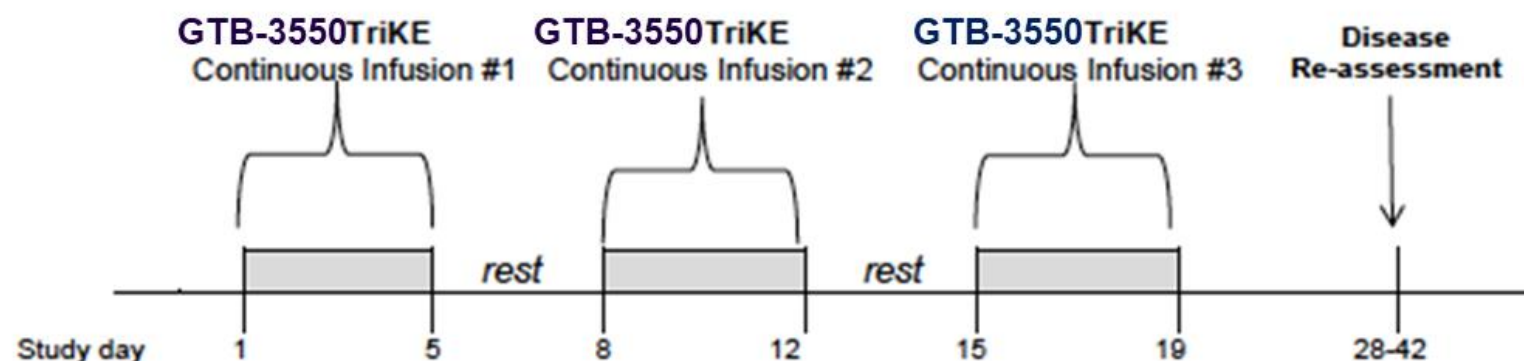 GTB-3550TriKE
Continuous Infusion #1
GTB-3550TriKE
Continuous Infusion #2
GTB-3550TriKE
Continuous Infusion #3
Disease
Re-assessment
rest
rest
Study day 1 5 8 12 15 19 28-42